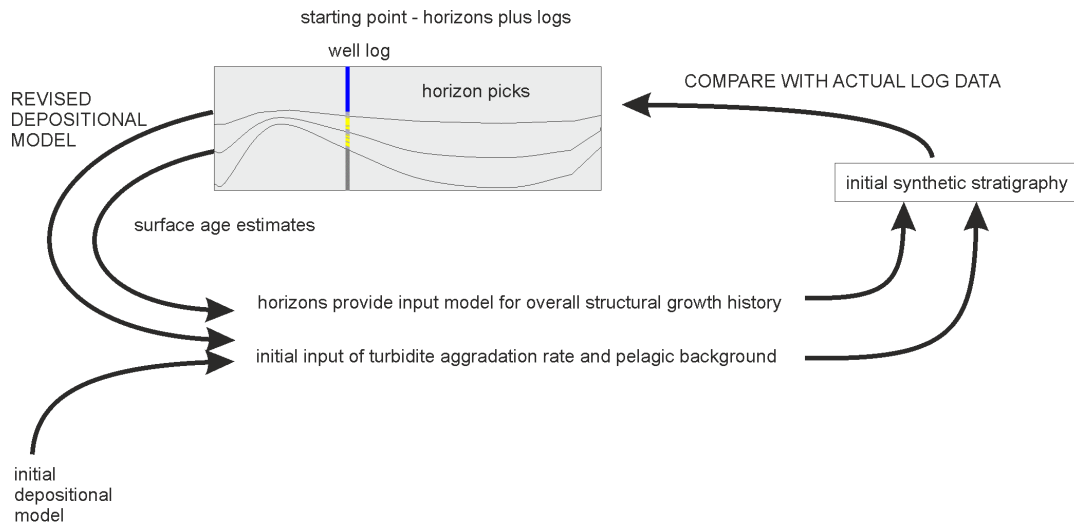 starting point - horizons plus logs
well log
horizon picks
COMPARE WITH ACTUAL LOG DATA
REVISED
DEPOSITIONAL
MODEL
initial synthetic stratigraphy
surface age estimates
horizons provide input model for overall structural growth history
initial input of turbidite aggradation rate and pelagic background
initial
depositional
model